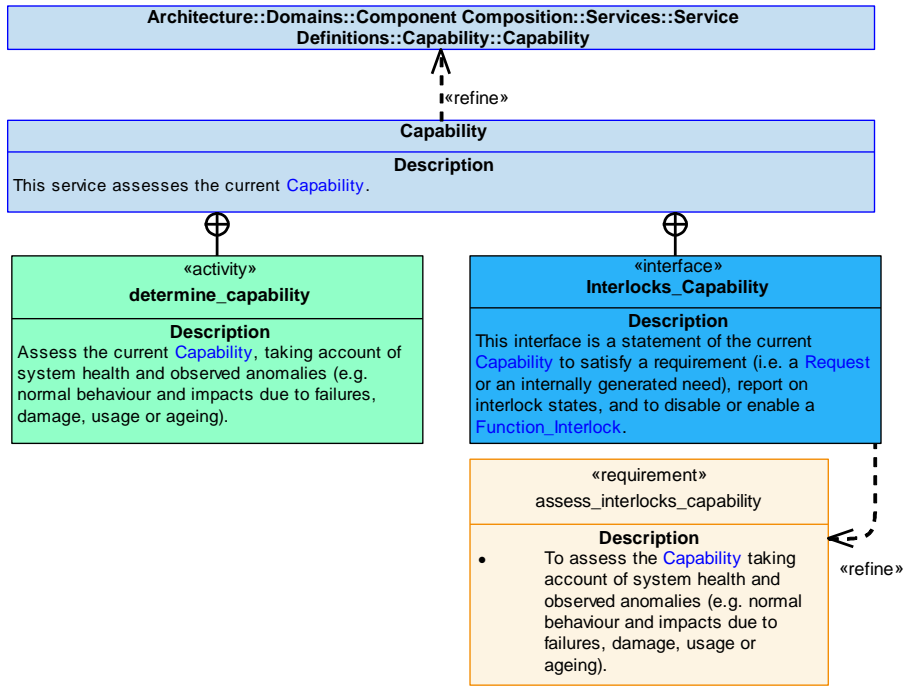 Architecture::Domains::Component Composition::Services::Service
Definitions::Capability::Capability
«refine»
Capability
Description
This service assesses the current Capability.
«activity»
determine_capability
Description
Assess the current Capability, taking account of
system health and observed anomalies (e.g.
normal behaviour and impacts due to failures,
damage, usage or ageing).
«interface»
Interlocks_Capability
Description
This interface is a statement of the current
Capability to satisfy a requirement (i.e. a Request
or an internally generated need), report on
interlock states, and to disable or enable a
Function_Interlock.
«requirement»
assess_interlocks_capability
Description
• To assess the Capability taking
account of system health and
observed anomalies (e.g. normal
behaviour and impacts due to
failures, damage, usage or
ageing).
«refine»